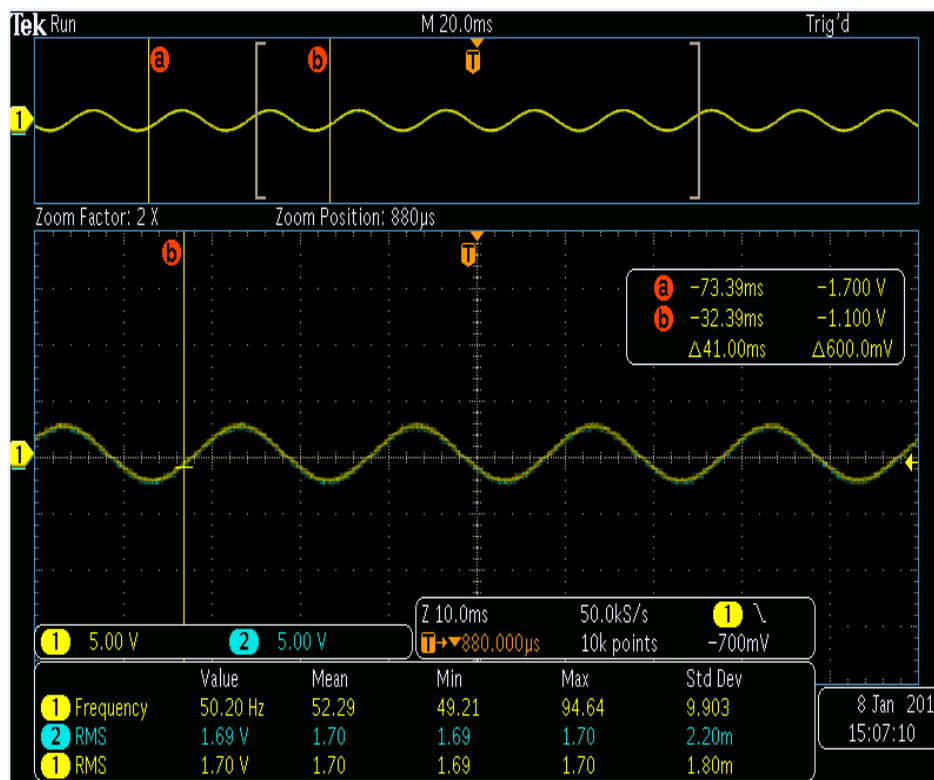 Tek Run M 20.0ms Trig'd
a b T
1
Zoom Factor: 2 X Zoom Position: 880µs
b T
a -73.39ms -1.700 V
b -32.39ms -1.100 V
Δ41.00ms Δ600.0mV
1
1 5.00 V 2 5.00 V
Z 10.0ms 50.0kS/s 1 \
T→▼880.000µs 10k points -700mV
Value Mean Min Max Std Dev
1 Frequency 50.20 Hz 52.29 49.21 94.64 9.903
2 RMS 1.69 V 1.70 1.69 1.70 2.20m
1 RMS 1.70 V 1.70 1.69 1.70 1.80m
8 Jan 201
15:07:10